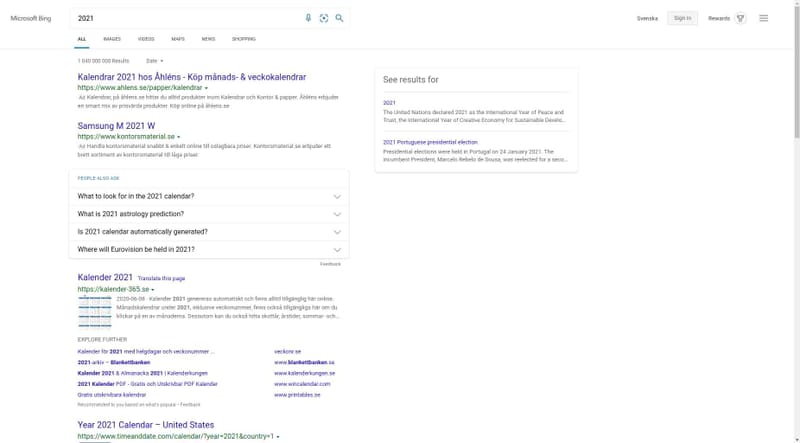 Microsoft Bing
2021
Svenska
Sign in
Rewards
ALL
IMAGES
VIDEOS
MAPS
NEWS
SHOPPING
1 040 000 000 Results
Date
Kalendrar 2021 hos Åhléns - Köp månads- & veckokalendrar
https://www.ahlens.se/papper/kalendrar
Ad Kalendrar, på åhlens.se hittar du alltid produkter inom Kalendrar och Kontor & papper. Åhléns erbjuder
en smart mix av prisvärda produkter. Köp online på åhlens.se
Samsung M 2021 W
https://www.kontorsmaterial.se
Ad Handla kontorsmaterial snabbt & enkelt online till oslagbara priser. Kontorsmaterial.se erbjuder ett
brett sortiment av kontorsmaterial till låga priser
PEOPLE ALSO ASK
What to look for in the 2021 calendar?
What is 2021 astrology prediction?
Is 2021 calendar automatically generated?
Where will Eurovision be held in 2021?
Feedback
Kalender 2021
Translate this page
https://kalender-365.se
2020-06-08 · Kalender 2021 genereras automatiskt och finns alltid tillgänglig här online.
Månadskalendrar under 2021, inklusive veckonummer, finns också tillgängliga här om du
klickar på en av månaderna. Dessutom kan du också hitta skottår, årstider, sommar- och...
EXPLORE FURTHER
Kalender för 2021 med helgdagar och veckonummer ...
veckonr.se
2021-arkiv – Blankettbanken
www.blankettbanken.se
Kalender 2021 & Almanacka 2021 | Kalenderkungen
www.kalenderkungen.se
2021 Kalender PDF - Gratis och Utskrivbar PDF Kalender
www.wincalendar.com
Gratis utskrivbara kalendrar
www.printables.se
Recommended to you based on what's popular • Feedback
Year 2021 Calendar – United States
https://www.timeanddate.com/calendar/?year=2021&country=1
See results for
2021
The United Nations declared 2021 as the International Year of Peace and
Trust, the International Year of Creative Economy for Sustainable Develo...
2021 Portuguese presidential election
Presidential elections were held in Portugal on 24 January 2021. The
incumbent President, Marcelo Rebelo de Sousa, was reelected for a seco...